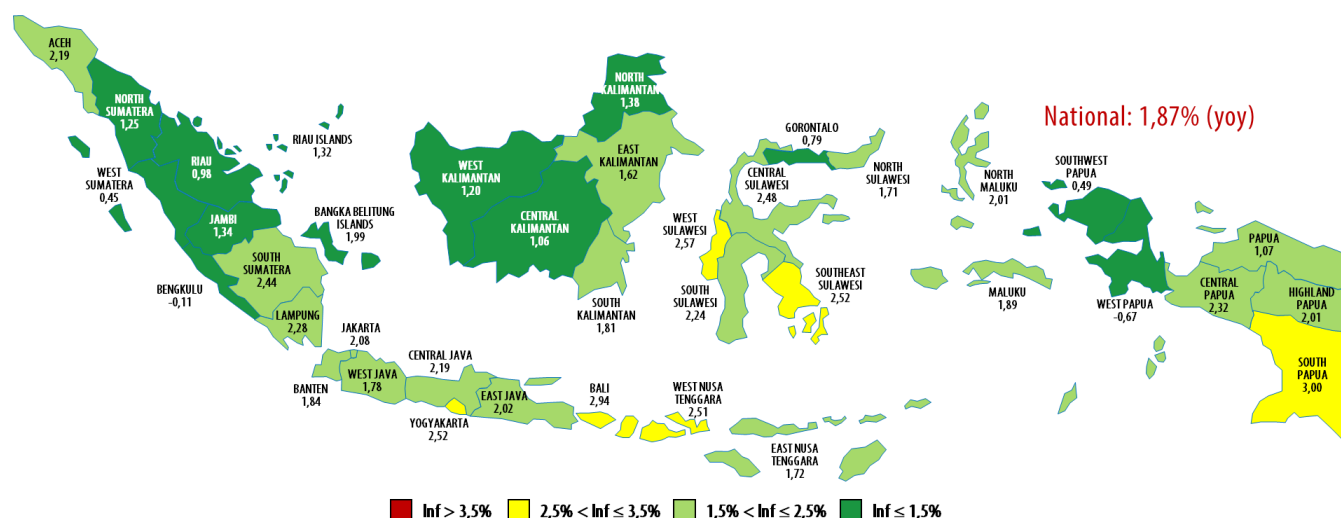 ACEH
2,19
NORTH
SUMATERA
1,25
RIAU
0,98
RIAU ISLANDS
1,32
WEST
SUMATERA
0,45
JAMBI
1,34
BANGKA BELITUNG
ISLANDS
1,99
SOUTH
SUMATERA
2,44
BENGKULU
-0,11
LAMPUNG
2,28
JAKARTA
2,08
BANTEN
1,84
WEST JAVA
1,78
CENTRAL JAVA
2,19
YOGYAKARTA
2,52
EAST JAVA
2,02
BALI
2,94
WEST NUSA
TENGGARA
2,51
EAST NUSA
TENGGARA
1,72
NORTH
KALIMANTAN
1,38
EAST
KALIMANTAN
1,62
WEST
KALIMANTAN
1,20
CENTRAL
KALIMANTAN
1,06
SOUTH
KALIMANTAN
1,81
GORONTALO
0,79
CENTRAL
SULAWESI
2,48
NORTH
SULAWESI
1,71
WEST
SULAWESI
2,57
SOUTH
SULAWESI
2,24
SOUTHEAST
SULAWESI
2,52
National: 1,87% (yoy)
NORTH
MALUKU
2,01
MALUKU
1,89
SOUTHWEST
PAPUA
0,49
WEST PAPUA
-0,67
PAPUA
1,07
CENTRAL
PAPUA
2,32
HIGHLAND
PAPUA
2,01
SOUTH
PAPUA
3,00
Inf > 3,5%
2,5% < Inf ≤ 3,5%
1,5% < Inf ≤ 2,5%
Inf ≤ 1,5%